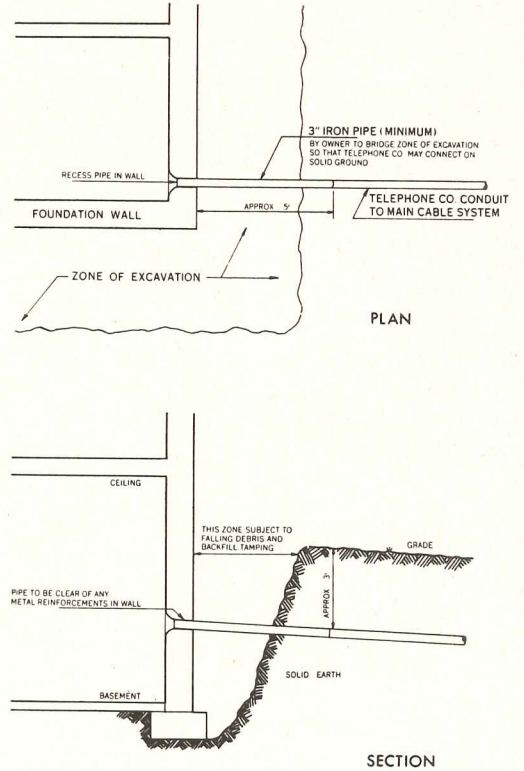 3" IRON PIPE (MINIMUM)
BY OWNER TO BRIDGE ZONE OF EXCAVATION
SO THAT TELEPHONE CO MAY CONNECT ON
SOLID GROUND
RECESS PIPE IN WALL
APPROX 5'
TELEPHONE CO. CONDUIT
TO MAIN CABLE SYSTEM
FOUNDATION WALL
ZONE OF EXCAVATION
PLAN
CEILING
THIS ZONE SUBJECT TO
FALLING DEBRIS AND
BACKFILL TAMPING
GRADE
APPROX 3'
PIPE TO BE CLEAR OF ANY
METAL REINFORCEMENTS IN WALL
SOLID EARTH
BASEMENT
SECTION